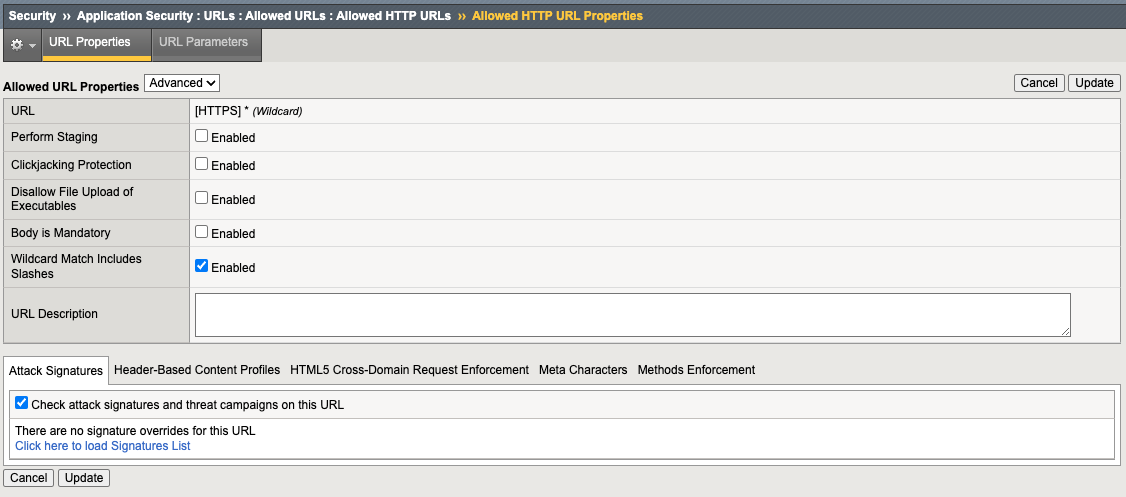 Security ›› Application Security : URLs : Allowed URLs : Allowed HTTP URLs ›› Allowed HTTP URL Properties
URL Properties URL Parameters
Allowed URL Properties Advanced Cancel Update
URL [HTTPS] * (Wildcard)
Perform Staging Enabled
Clickjacking Protection Enabled
Disallow File Upload of
Executables Enabled
Body is Mandatory Enabled
Wildcard Match Includes
Slashes Enabled
URL Description
Attack Signatures Header-Based Content Profiles HTML5 Cross-Domain Request Enforcement Meta Characters Methods Enforcement
Check attack signatures and threat campaigns on this URL
There are no signature overrides for this URL
Click here to load Signatures List
Cancel Update